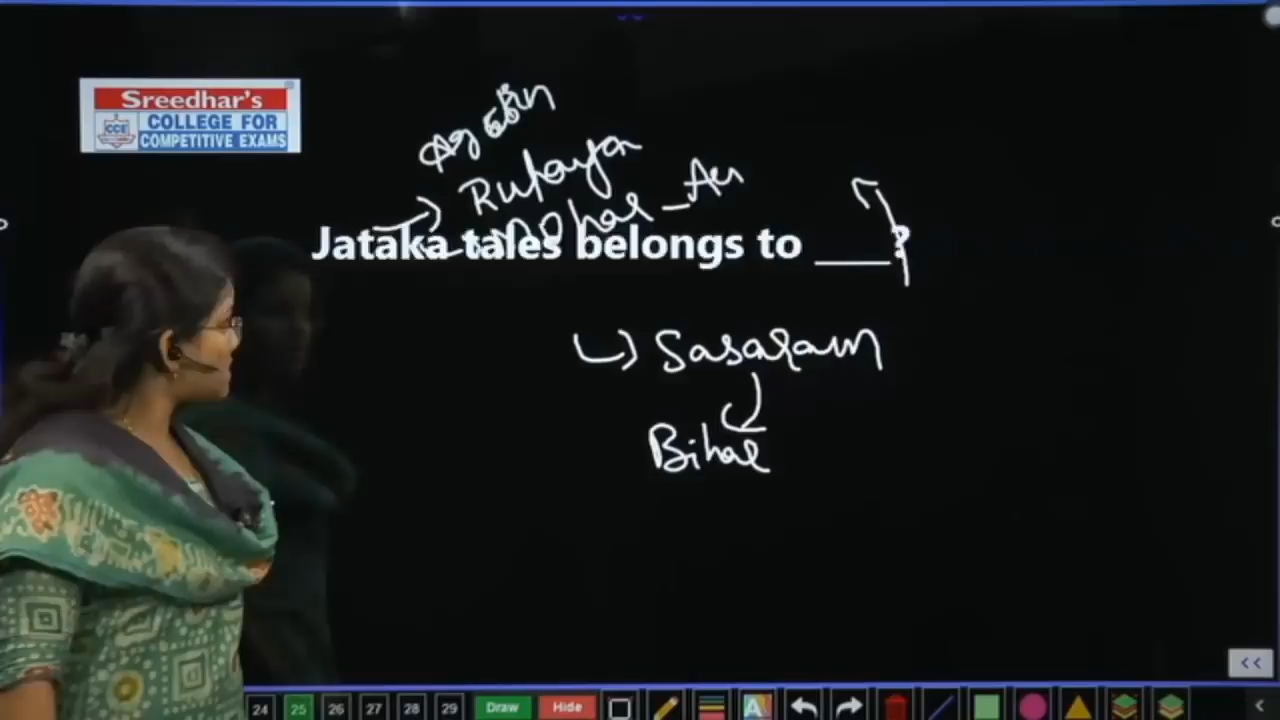 Sreedhar's
CCE
COLLEGE FOR
COMPETITIVE EXAMS
Jataka tales belongs to ____?
Sasaram
Bihar
24 25 26 27 28 29 Draw Hide
A
<<
<